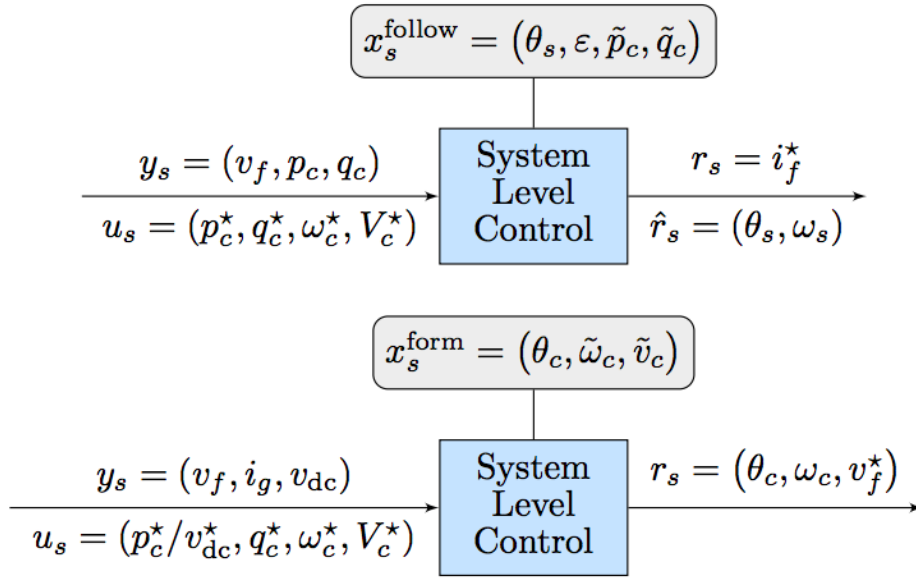 x_s^follow = (θ_s, ε, p̃_c, q̃_c)
y_s = (v_f, p_c, q_c)
u_s = (p_c^⋆, q_c^⋆, ω_c^⋆, V_c^⋆)
System
Level
Control
r_s = i_f^⋆
r̂_s = (θ_s, ω_s)
x_s^form = (θ_c, ω̃_c, ṽ_c)
y_s = (v_f, i_g, v_dc)
u_s = (p_c^⋆/v_dc^⋆, q_c^⋆, ω_c^⋆, V_c^⋆)
System
Level
Control
r_s = (θ_c, ω_c, v_f^⋆)